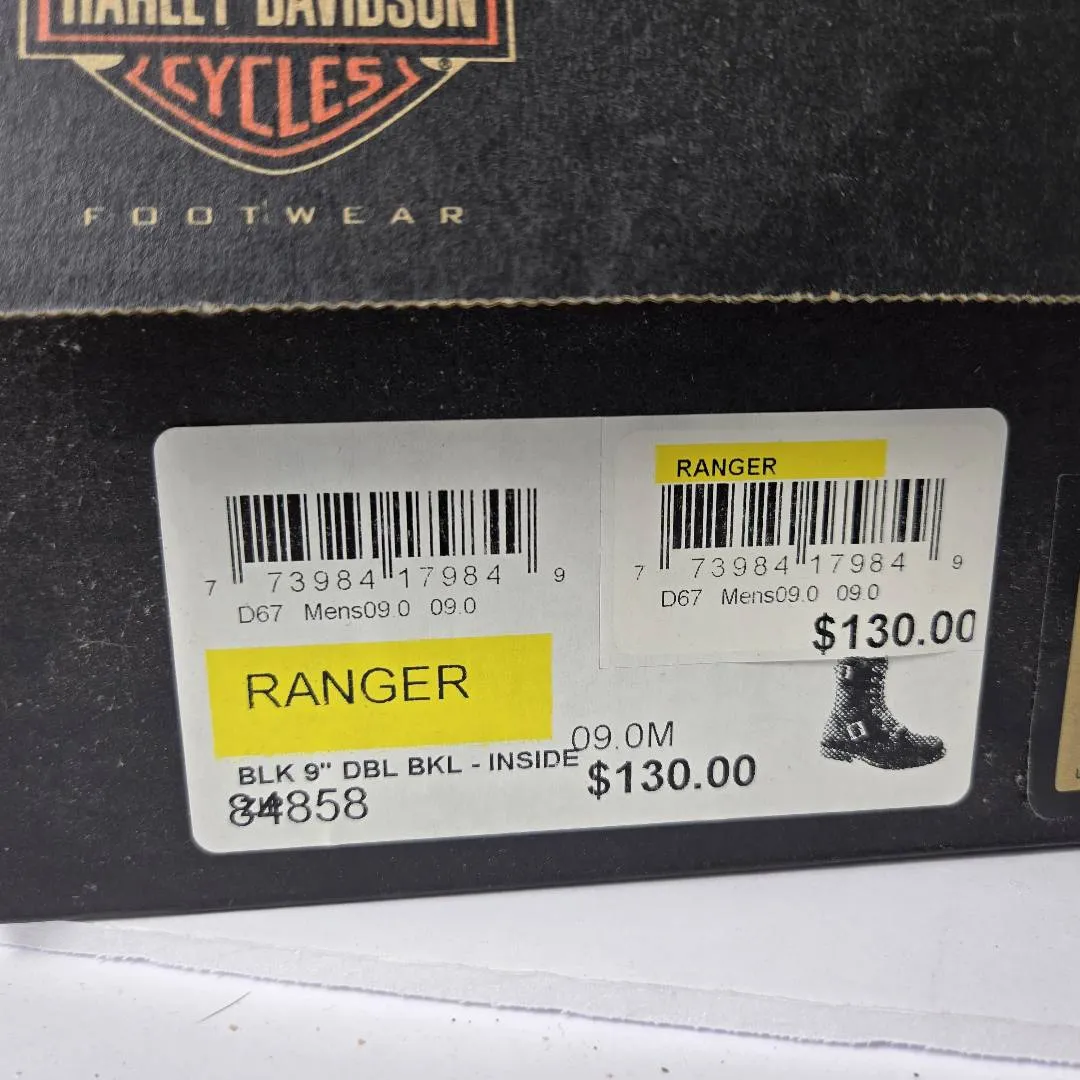 HARLEY-DAVIDSON
CYCLES
®
FOOTWEAR
7 73984 17984 9
D67 Mens09.0 09.0
RANGER
BLK 9" DBL BKL - INSIDE
84858
09.0M
$130.00
RANGER
7 73984 17984 9
D67 Mens09.0 09.0
$130.00